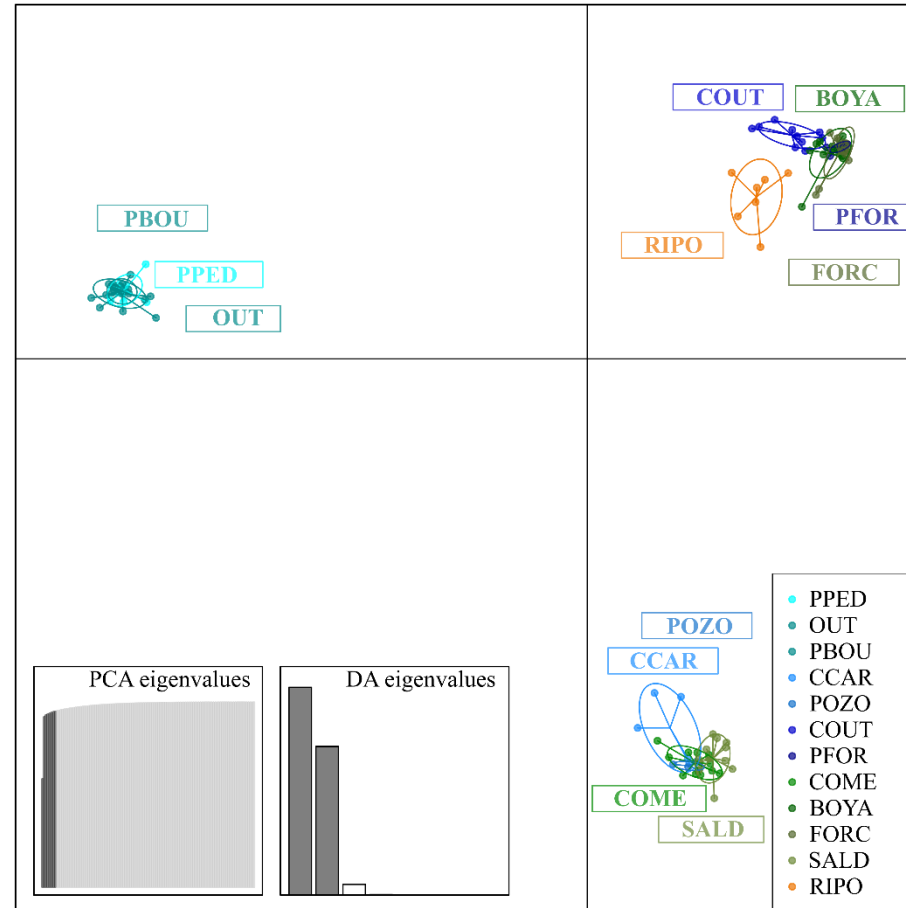 COUT
BOYA
PBOU
PFOR
RIPO
PPED
FORC
OUT
POZO
CCAR
COME
SALD
PCA eigenvalues
DA eigenvalues
PPED
OUT
PBOU
CCAR
POZO
COUT
PFOR
COME
BOYA
FORC
SALD
RIPO